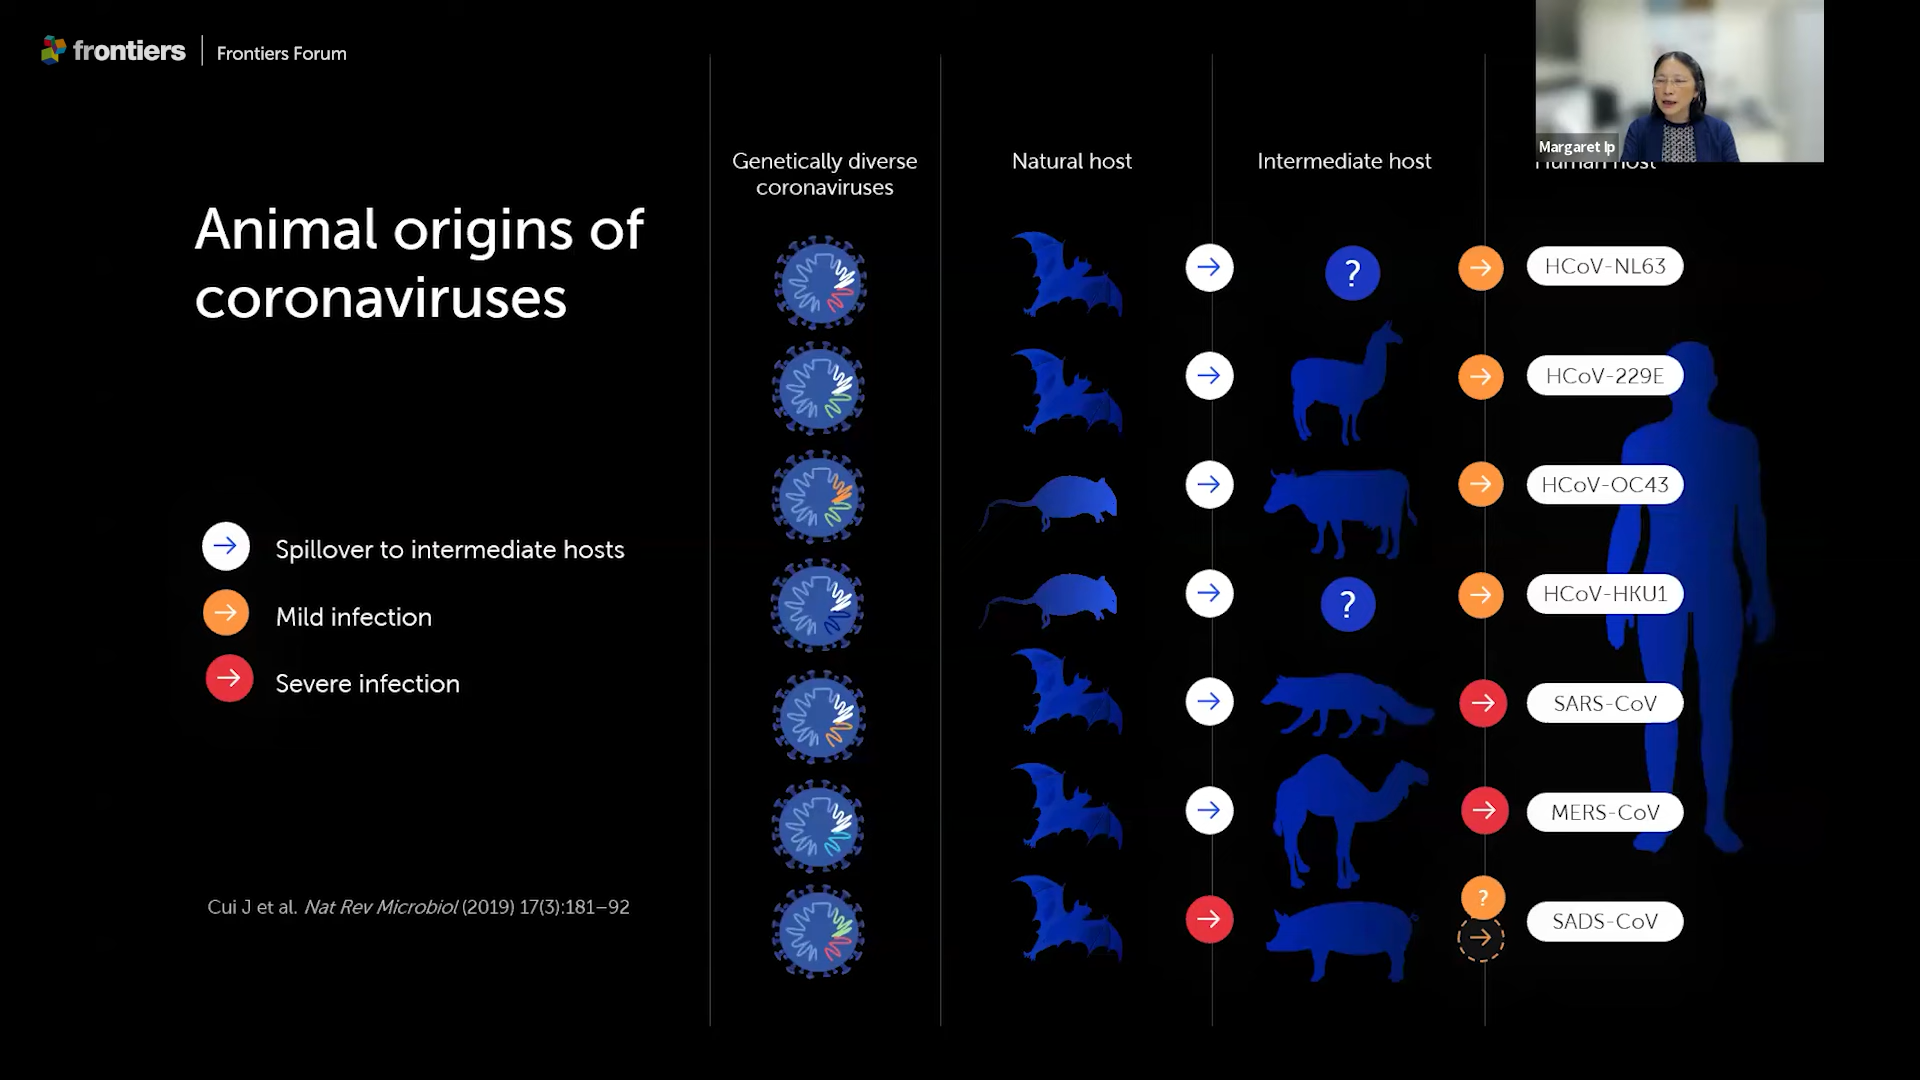 frontiers
Frontiers Forum
Margaret Ip
Genetically diverse
coronaviruses
Natural host
Intermediate host
Human host
Animal origins of
coronaviruses
Spillover to intermediate hosts
Mild infection
Severe infection
Cui J et al. Nat Rev Microbiol (2019) 17(3):181–92
?
HCoV-NL63
HCoV-229E
HCoV-OC43
?
HCoV-HKU1
SARS-CoV
MERS-CoV
?
SADS-CoV